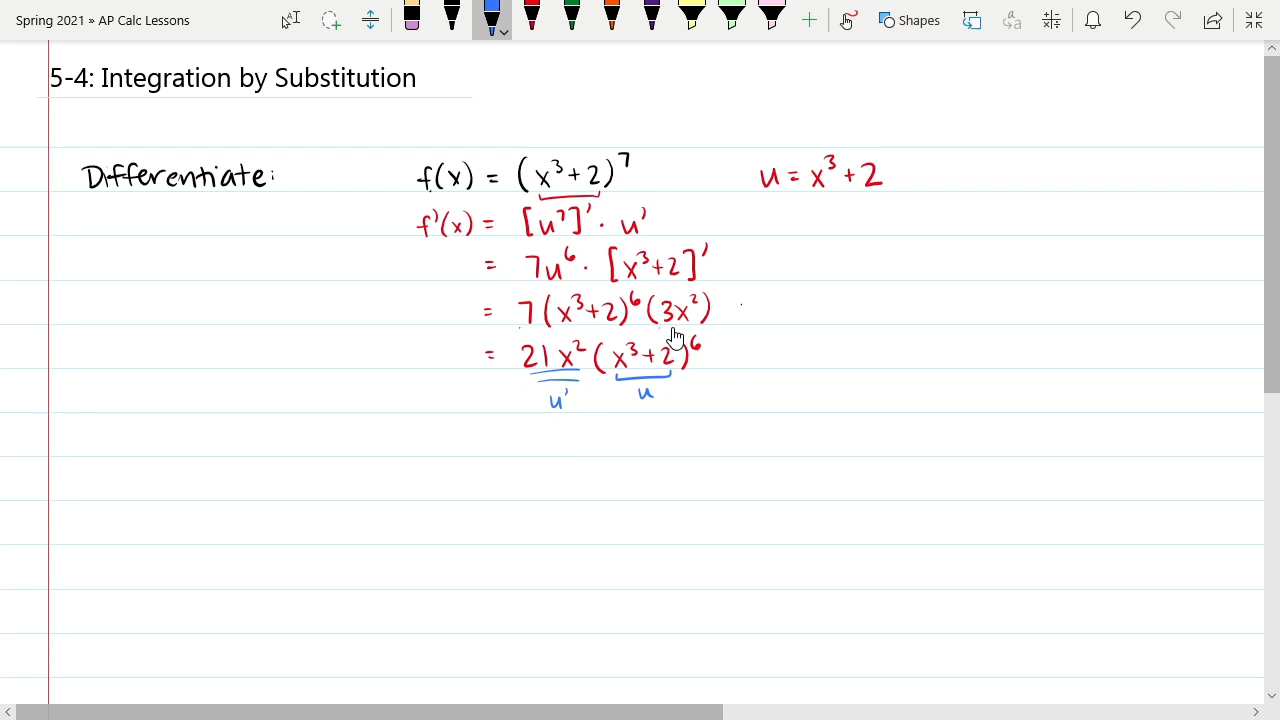 Spring 2021 » AP Calc Lessons
Shapes
5-4: Integration by Substitution
Differentiate: f(x) = (x³+2)⁷ u = x³+2
f'(x) = [u⁷]' · u'
= 7u⁶ · [x³+2]'
= 7(x³+2)⁶(3x²)
= 21x²(x³+2)⁶
u' u